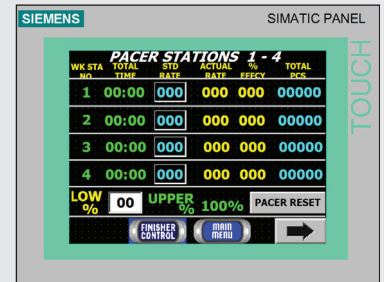 SIEMENS SIMATIC PANEL
TOUCH
PACER STATIONS 1 - 4
WK STA NO TOTAL TIME STD RATE ACTUAL RATE % EFFCY TOTAL PCS
1 00:00 000 000 000 00000
2 00:00 000 000 000 00000
3 00:00 000 000 000 00000
4 00:00 000 000 000 00000
LOW % 00 UPPER % 100% PACER RESET
FINISHER CONTROL MAIN MENU